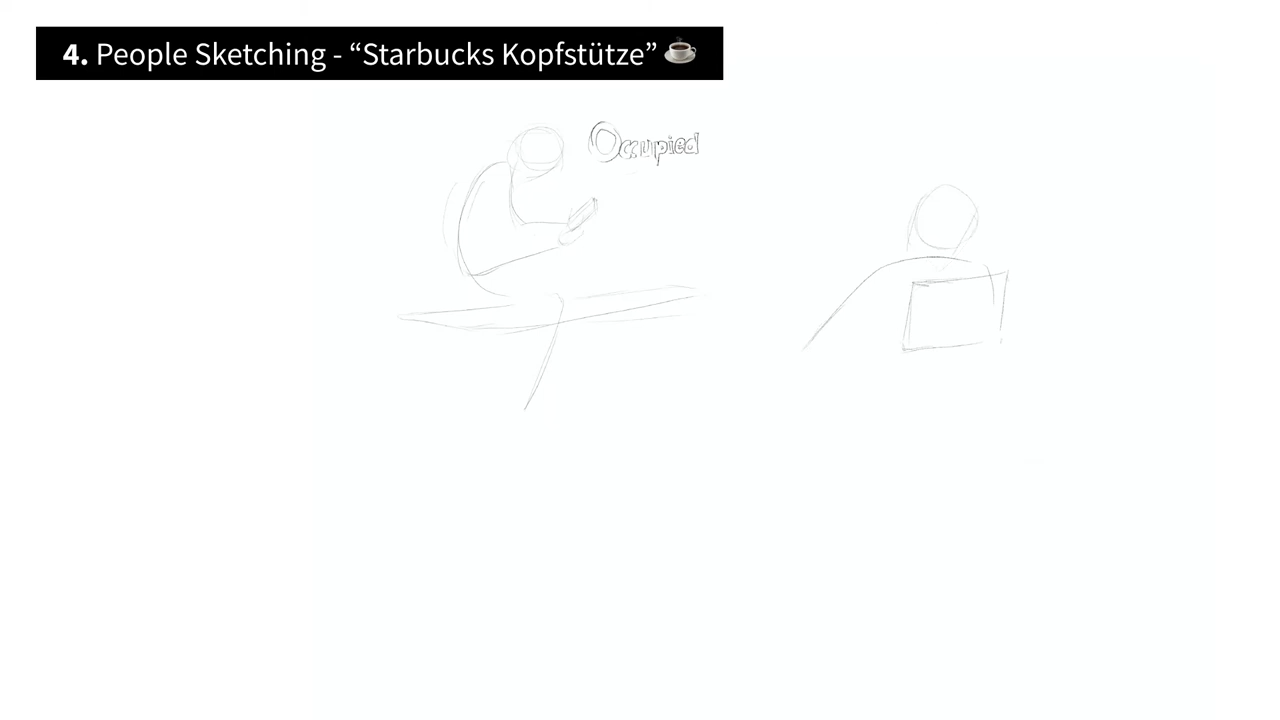 4. People Sketching - “Starbucks Kopfstütze”
Occupied